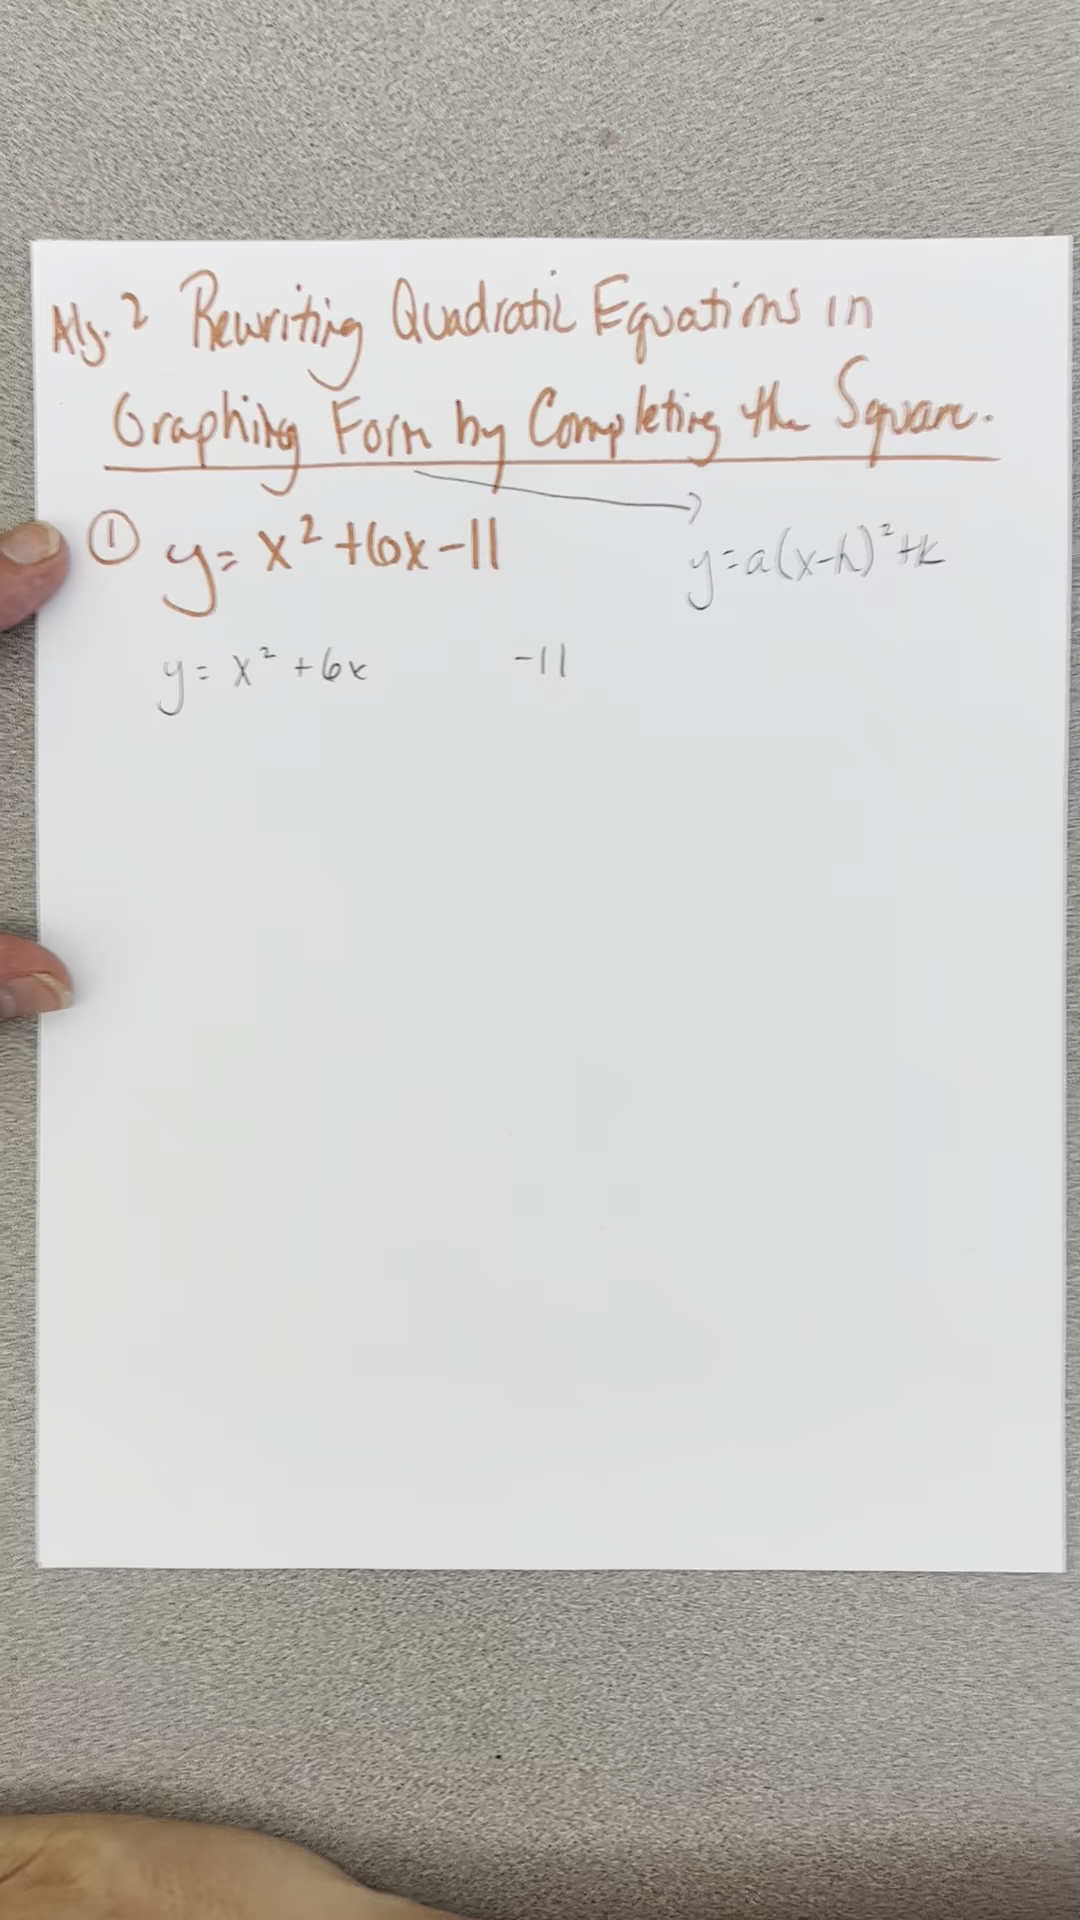 Alg. 2 Rewriting Quadratic Equations in
Graphing Form by Completing the Square.
① y = x² + 6x - 11
y = a(x-h)² + k
y = x² + 6x -11